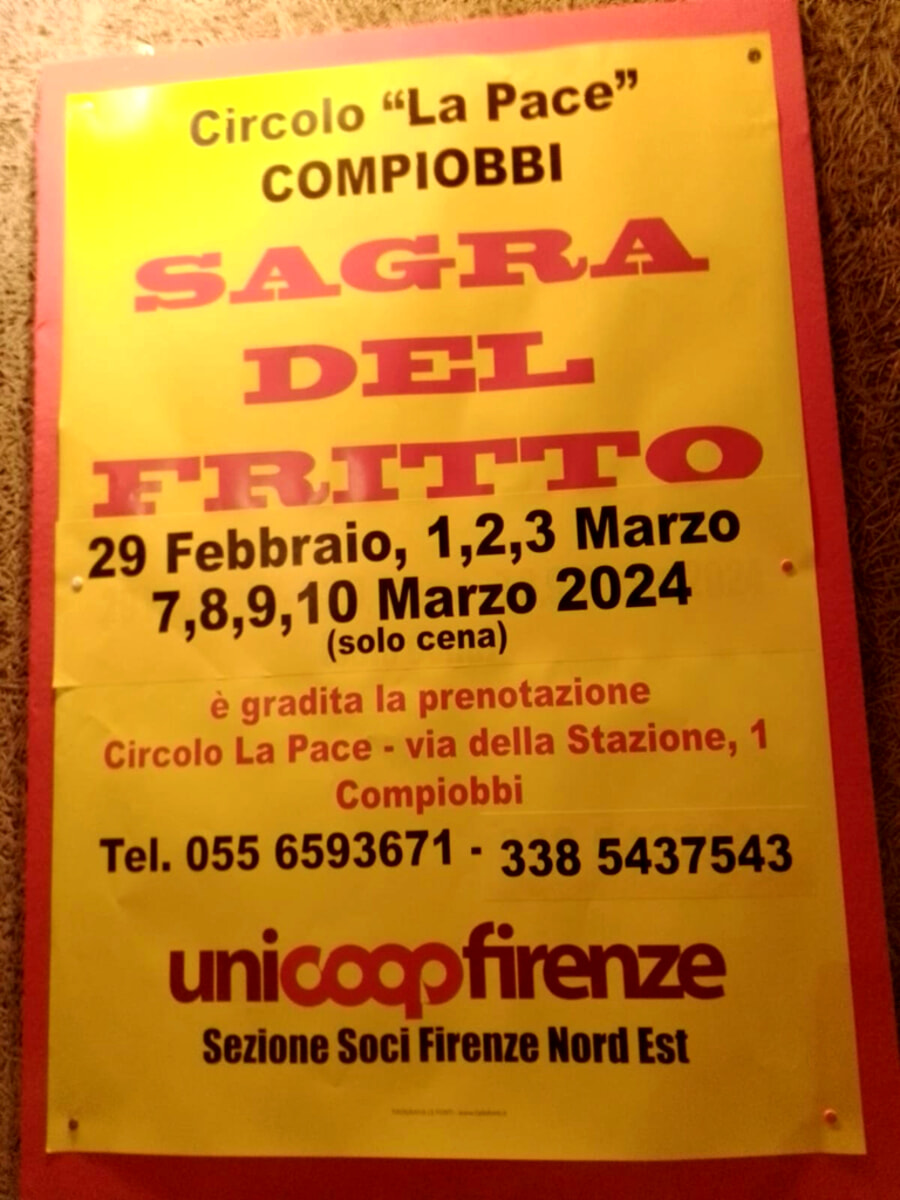 Circolo “La Pace”
COMPIOBBI
SAGRA
DEL
FRITTO
29 Febbraio, 1,2,3 Marzo
7,8,9,10 Marzo 2024
(solo cena)
è gradita la prenotazione
Circolo La Pace - via della Stazione, 1
Compiobbi
Tel. 055 6593671 - 338 5437543
unicoopfirenze
Sezione Soci Firenze Nord Est